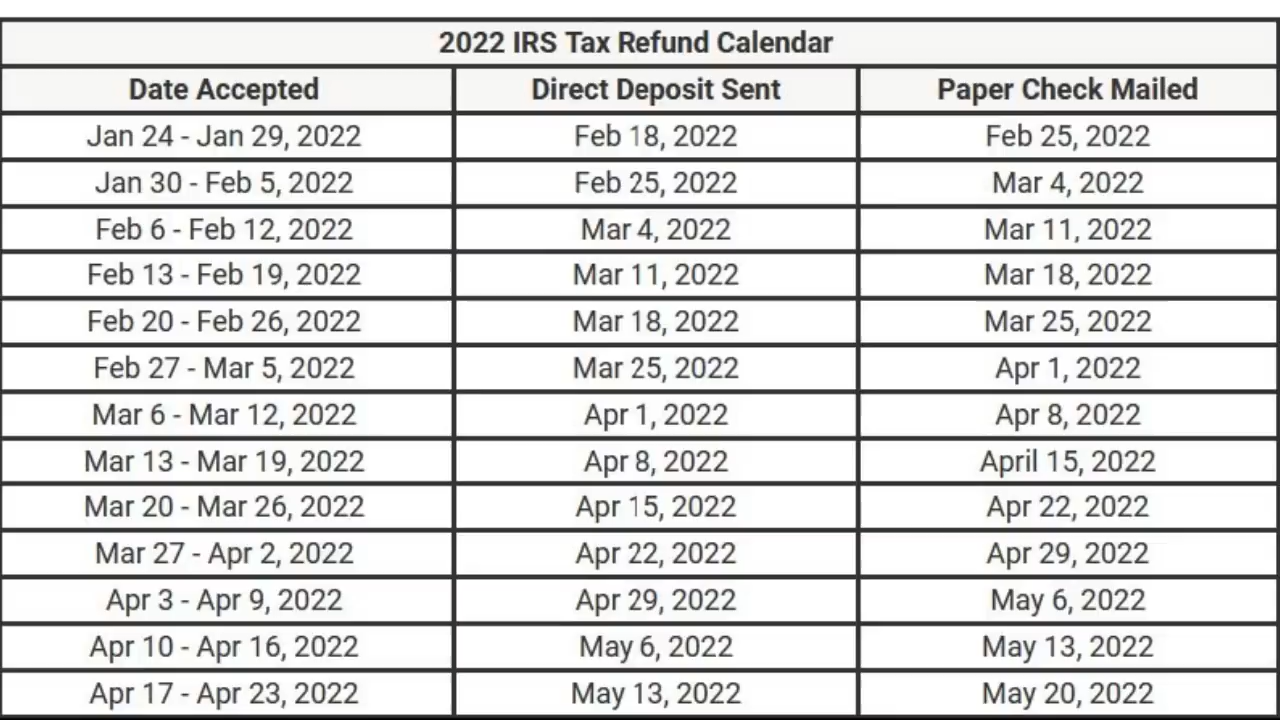 2022 IRS Tax Refund Calendar
Date Accepted Direct Deposit Sent Paper Check Mailed
Jan 24 - Jan 29, 2022 Feb 18, 2022 Feb 25, 2022
Jan 30 - Feb 5, 2022 Feb 25, 2022 Mar 4, 2022
Feb 6 - Feb 12, 2022 Mar 4, 2022 Mar 11, 2022
Feb 13 - Feb 19, 2022 Mar 11, 2022 Mar 18, 2022
Feb 20 - Feb 26, 2022 Mar 18, 2022 Mar 25, 2022
Feb 27 - Mar 5, 2022 Mar 25, 2022 Apr 1, 2022
Mar 6 - Mar 12, 2022 Apr 1, 2022 Apr 8, 2022
Mar 13 - Mar 19, 2022 Apr 8, 2022 April 15, 2022
Mar 20 - Mar 26, 2022 Apr 15, 2022 Apr 22, 2022
Mar 27 - Apr 2, 2022 Apr 22, 2022 Apr 29, 2022
Apr 3 - Apr 9, 2022 Apr 29, 2022 May 6, 2022
Apr 10 - Apr 16, 2022 May 6, 2022 May 13, 2022
Apr 17 - Apr 23, 2022 May 13, 2022 May 20, 2022